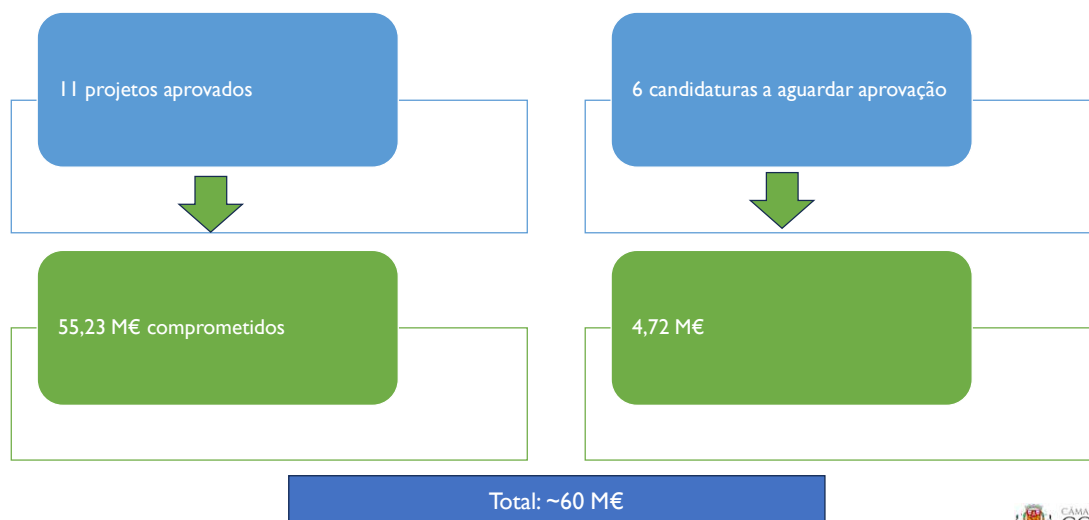 11 projetos aprovados
6 candidaturas a aguardar aprovação
55,23 M€ comprometidos
4,72 M€
Total: ~60 M€